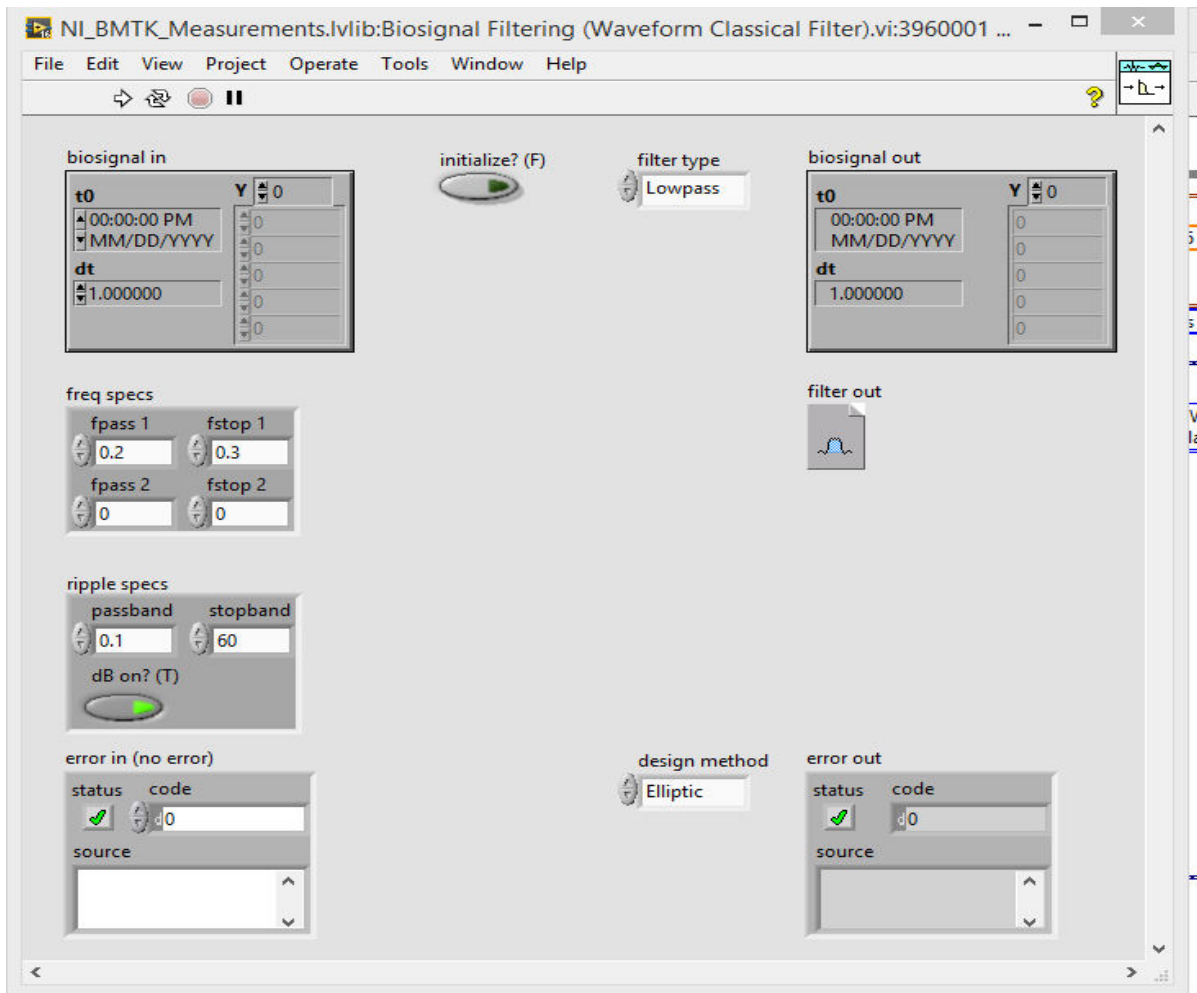 NI_BMTK_Measurements.lvlib:Biosignal Filtering (Waveform Classical Filter).vi:3960001 ...
File Edit View Project Operate Tools Window Help
biosignal in
t0
00:00:00 PM
MM/DD/YYYY
dt
1.000000
Y 0
0
0
0
0
0
initialize? (F)
filter type
Lowpass
biosignal out
t0
00:00:00 PM
MM/DD/YYYY
dt
1.000000
Y 0
0
0
0
0
0
freq specs
fpass 1 fstop 1
0.2 0.3
fpass 2 fstop 2
0 0
filter out
ripple specs
passband stopband
0.1 60
dB on? (T)
error in (no error)
status code
d0
source
design method
Elliptic
error out
status code
d0
source